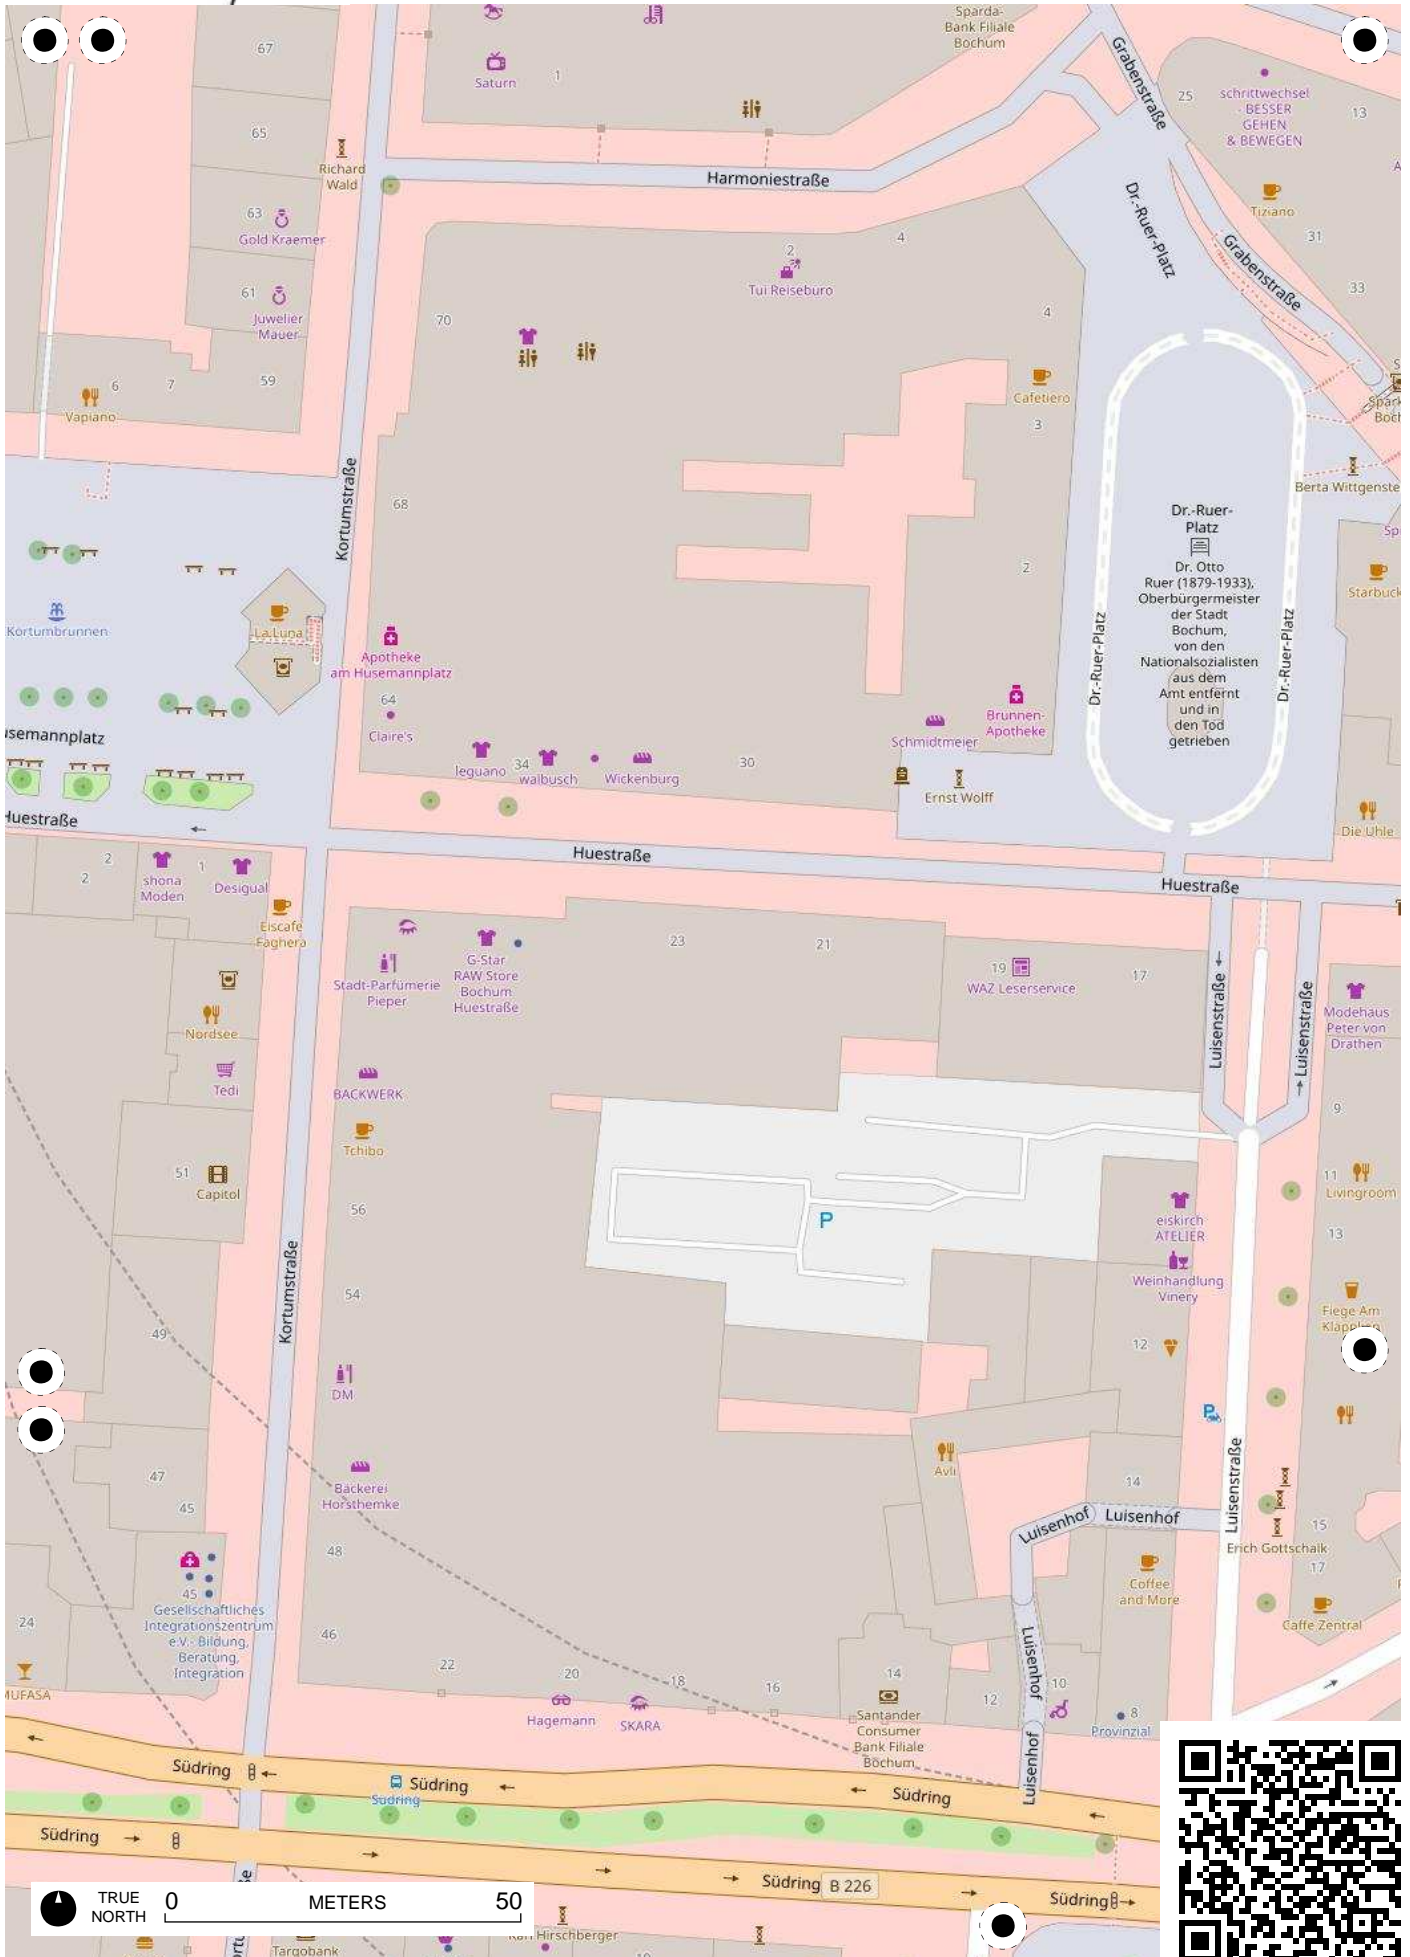 67
Saturn
1
Sparda-
Bank Filiale
Bochum
Grabenstraße
25
schrittwechsel
- BESSER
GEHEN
& BEWEGEN
13
65
Richard
Wald
Harmoniestraße
Dr.-Ruer-Platz
Tiziano
31
63
Gold Kraemer
2
4
Tui Reisebüro
Grabenstraße
33
61
Juwelier
Mauer
70
4
6
7
59
Vapiano
Cafetiero
3
Berta Wittgenste
Kortumstraße
68
2
Dr.-Ruer-
Platz
Dr. Otto
Ruer (1879-1933),
Oberbürgermeister
der Stadt
Bochum,
von den
Nationalsozialisten
aus dem
Amt entfernt
und in
den Tod
getrieben
Dr.-Ruer-Platz
Dr.-Ruer-Platz
Starbuck
Kortumbrunnen
La Luna
Apotheke
am Husemannplatz
64
Claire's
Brunnen-
Apotheke
Schmidtmeier
usemannplatz
leguano
34
walbusch
Wickenburg
30
Ernst Wolff
Die Uhle
Huestraße
Huestraße
Huestraße
2
2
shona
Moden
1
Desigual
Eiscafe
Faghera
Stadt-Parfümerie
Pieper
G-Star
RAW Store
Bochum
Huestraße
23
21
19
WAZ Leserservice
17
Luisenstraße
Luisenstraße
Modehaus
Peter von
Drathen
Nordsee
Tedi
BACKWERK
Tchibo
9
51
Capitol
56
P
eiskirch
ATELIER
11
Livingroom
13
Weinhandlung
Vinery
Kortumstraße
54
49
12
Fiege Am
DM
P
Avli
Luisenstraße
47
45
Bäckerei
Horsthemke
14
Luisenhof
Luisenhof
15
Erich Gottschalk
48
17
Coffee
and More
Caffe Zentral
45
Gesellschaftliches
Integrationszentrum
e.V.- Bildung,
Beratung,
Integration
24
MUFASA
46
22
20
18
16
14
12
Luisenhof
10
8
Provinzial
Hagemann
SKARA
Santander
Consumer
Bank Filiale
Bochum
Luisenhof
Südring
Südring
Südring
Südring
Südring
Südring
B 226
Südring
TRUE
NORTH
0
METERS
50
Hirschberger
Targobank